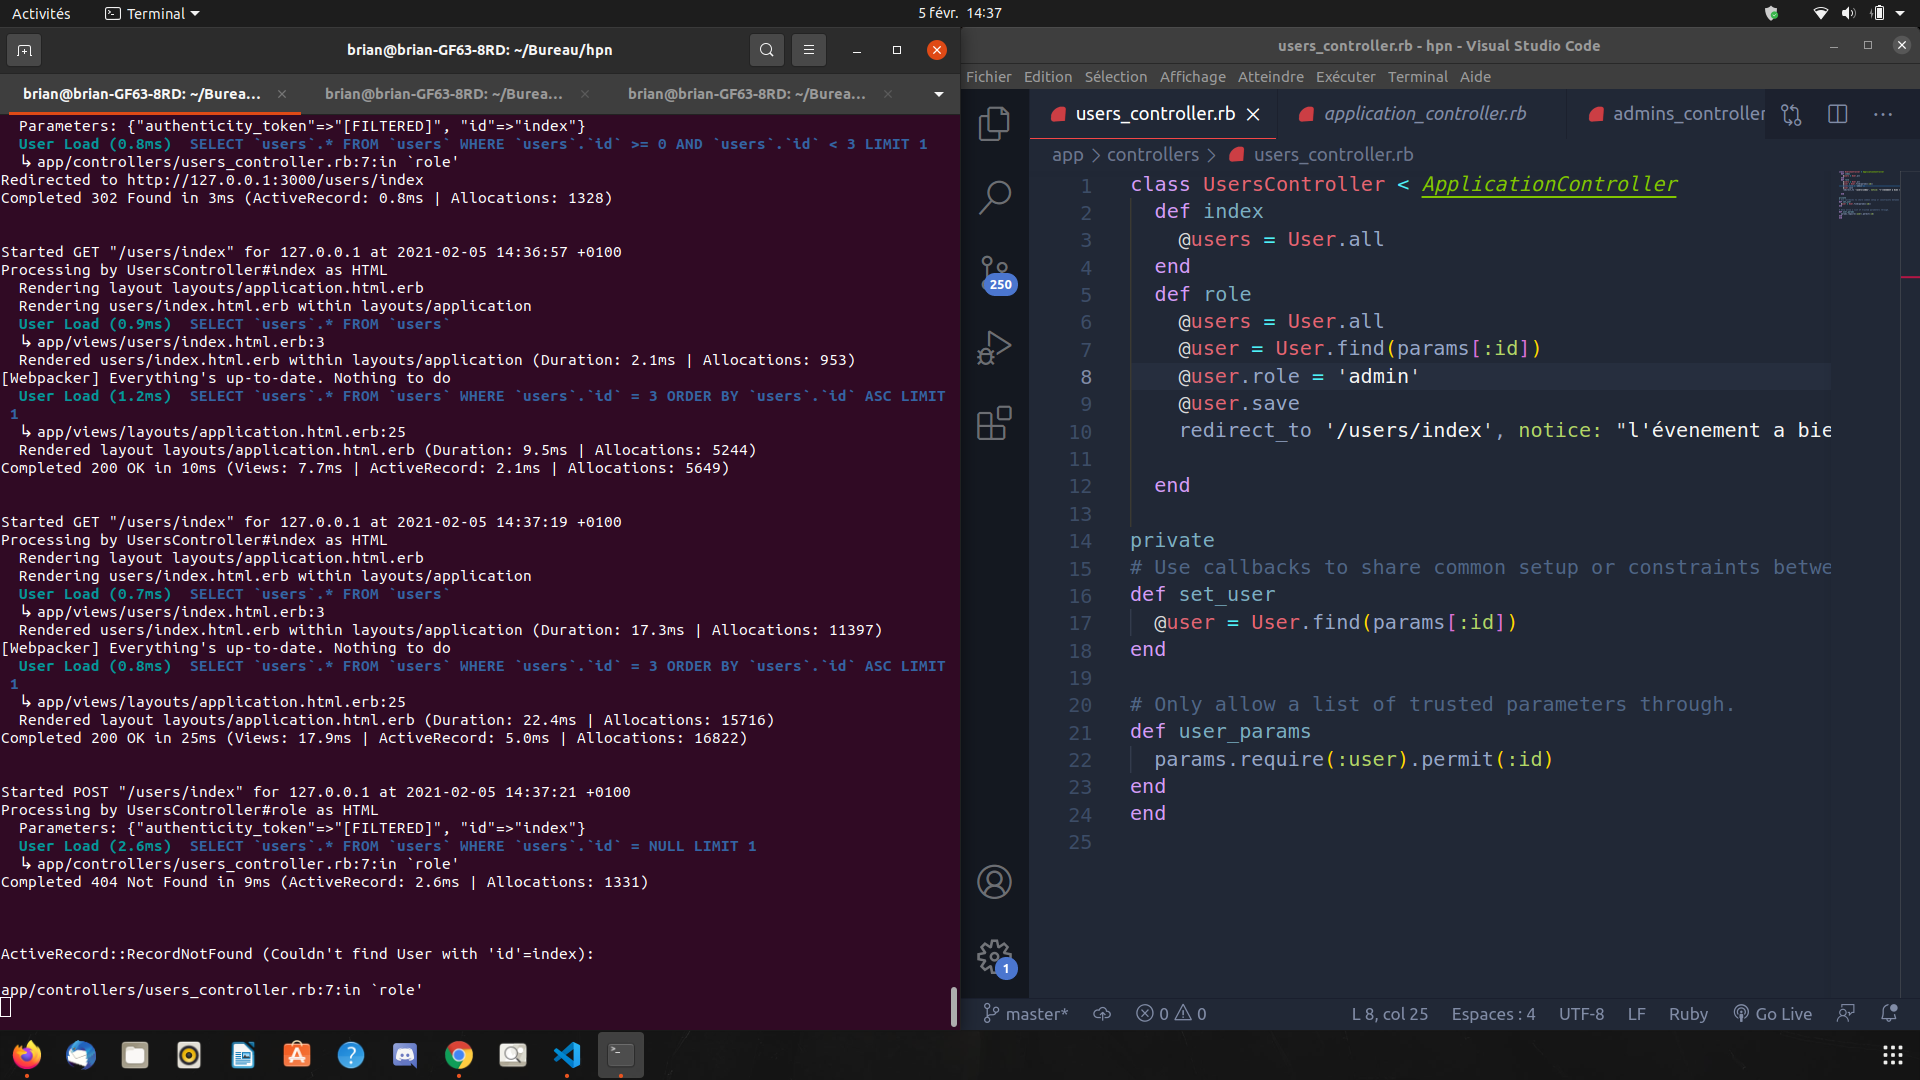 Activités
Terminal
5 févr. 14:37
brian@brian-GF63-8RD: ~/Bureau/hpn
brian@brian-GF63-8RD: ~/Burea...
brian@brian-GF63-8RD: ~/Burea...
brian@brian-GF63-8RD: ~/Burea...
Parameters: {"authenticity_token"=>"[FILTERED]", "id"=>"index"}
User Load (0.8ms)  SELECT `users`.* FROM `users` WHERE `users`.`id` >= 0 AND `users`.`id` < 3 LIMIT 1
↳ app/controllers/users_controller.rb:7:in `role'
Redirected to http://127.0.0.1:3000/users/index
Completed 302 Found in 3ms (ActiveRecord: 0.8ms | Allocations: 1328)
Started GET "/users/index" for 127.0.0.1 at 2021-02-05 14:36:57 +0100
Processing by UsersController#index as HTML
Rendering layout layouts/application.html.erb
Rendering users/index.html.erb within layouts/application
User Load (0.9ms)  SELECT `users`.* FROM `users`
↳ app/views/users/index.html.erb:3
Rendered users/index.html.erb within layouts/application (Duration: 2.1ms | Allocations: 953)
[Webpacker] Everything's up-to-date. Nothing to do
User Load (1.2ms)  SELECT `users`.* FROM `users` WHERE `users`.`id` = 3 ORDER BY `users`.`id` ASC LIMIT
1
↳ app/views/layouts/application.html.erb:25
Rendered layout layouts/application.html.erb (Duration: 9.5ms | Allocations: 5244)
Completed 200 OK in 10ms (Views: 7.7ms | ActiveRecord: 2.1ms | Allocations: 5649)
Started GET "/users/index" for 127.0.0.1 at 2021-02-05 14:37:19 +0100
Processing by UsersController#index as HTML
Rendering layout layouts/application.html.erb
Rendering users/index.html.erb within layouts/application
User Load (0.7ms)  SELECT `users`.* FROM `users`
↳ app/views/users/index.html.erb:3
Rendered users/index.html.erb within layouts/application (Duration: 17.3ms | Allocations: 11397)
[Webpacker] Everything's up-to-date. Nothing to do
User Load (0.8ms)  SELECT `users`.* FROM `users` WHERE `users`.`id` = 3 ORDER BY `users`.`id` ASC LIMIT
1
↳ app/views/layouts/application.html.erb:25
Rendered layout layouts/application.html.erb (Duration: 22.4ms | Allocations: 15716)
Completed 200 OK in 25ms (Views: 17.9ms | ActiveRecord: 5.0ms | Allocations: 16822)
Started POST "/users/index" for 127.0.0.1 at 2021-02-05 14:37:21 +0100
Processing by UsersController#role as HTML
Parameters: {"authenticity_token"=>"[FILTERED]", "id"=>"index"}
User Load (2.6ms)  SELECT `users`.* FROM `users` WHERE `users`.`id` = NULL LIMIT 1
↳ app/controllers/users_controller.rb:7:in `role'
Completed 404 Not Found in 9ms (ActiveRecord: 2.6ms | Allocations: 1331)
ActiveRecord::RecordNotFound (Couldn't find User with 'id'=index):
app/controllers/users_controller.rb:7:in `role'
users_controller.rb - hpn - Visual Studio Code
Fichier Edition Sélection Affichage Atteindre Exécuter Terminal Aide
users_controller.rb
application_controller.rb
admins_controller
app > controllers > users_controller.rb
250
1
1 class UsersController < ApplicationController
2   def index
3     @users = User.all
4   end
5   def role
6     @users = User.all
7     @user = User.find(params[:id])
8     @user.role = 'admin'
9     @user.save
10     redirect_to '/users/index', notice: "l'évenement a bie
11
12   end
13
14 private
15 # Use callbacks to share common setup or constraints betwe
16 def set_user
17   @user = User.find(params[:id])
18 end
19
20 # Only allow a list of trusted parameters through.
21 def user_params
22   params.require(:user).permit(:id)
23 end
24 end
25
master* 0 0 L 8, col 25 Espaces : 4 UTF-8 LF Ruby Go Live